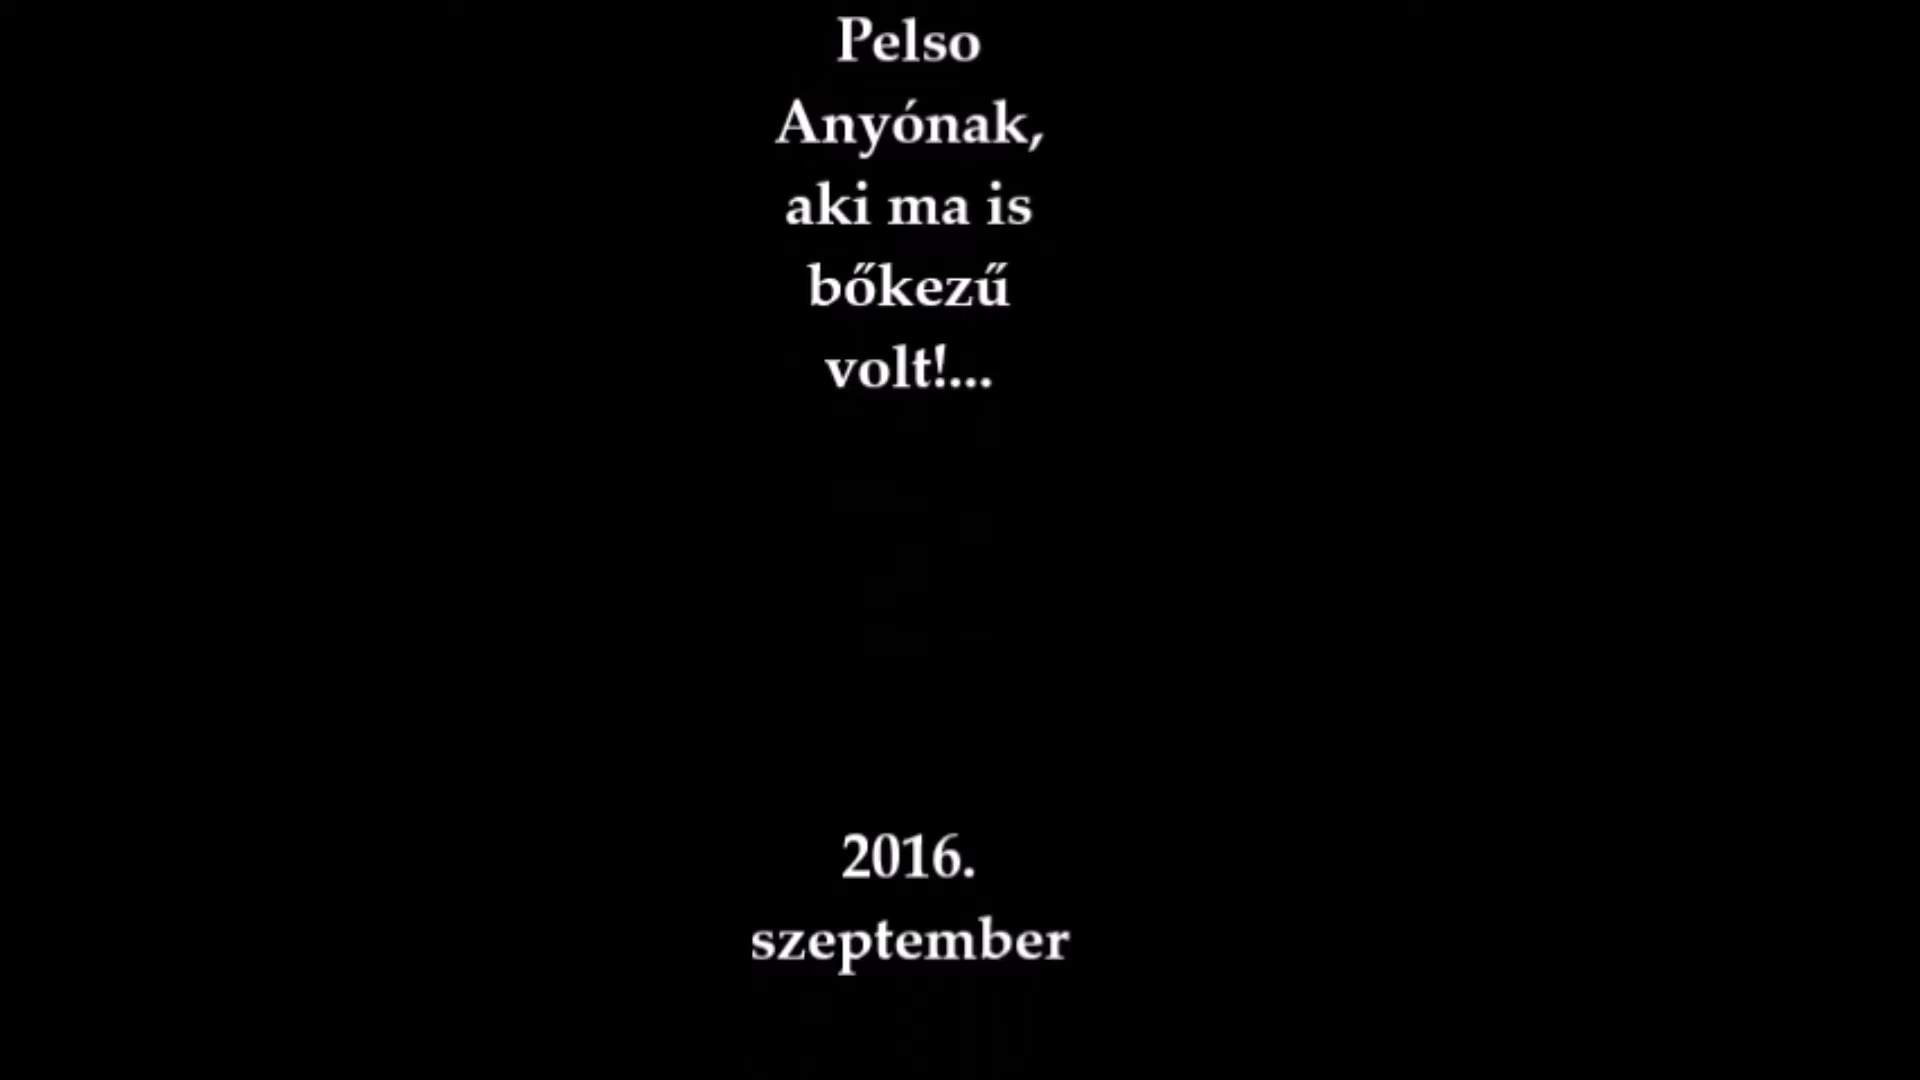 Pelso
Anyónak,
aki ma is
bőkezű
volt!...
2016.
szeptember